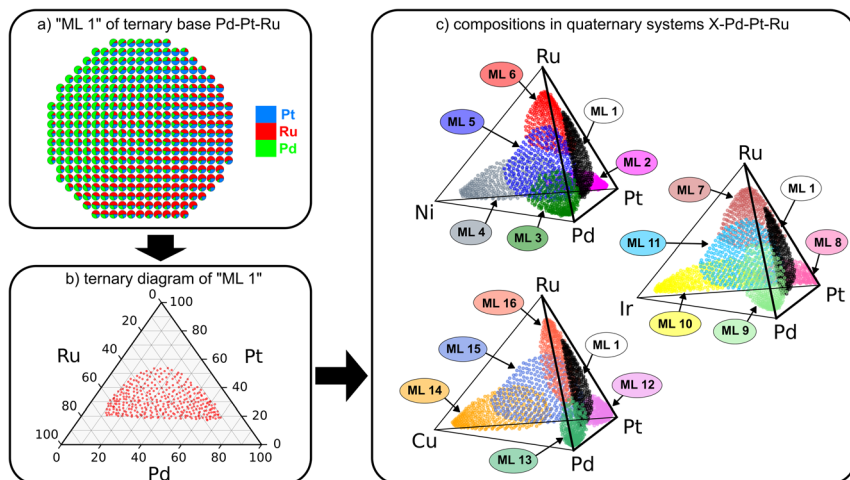 a) "ML 1" of ternary base Pd-Pt-Ru
Pt
Ru
Pd
b) ternary diagram of "ML 1"
0
100
20
80
40
60
Ru
Pt
60
40
80
20
100
0
0
20
40
60
80
100
Pd
c) compositions in quaternary systems X-Pd-Pt-Ru
Ru
ML 6
ML 5
ML 1
ML 2
Ni
Pt
ML 4
ML 3
Pd
Ru
ML 7
ML 1
ML 11
ML 8
Ir
Pt
ML 10
ML 9
Pd
Ru
ML 16
ML 15
ML 1
ML 14
ML 12
Cu
Pt
ML 13
Pd